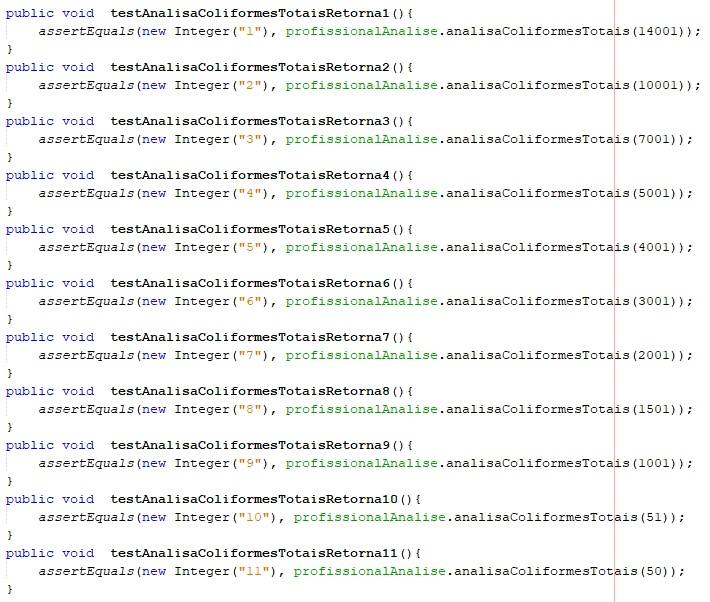 public void  testAnalisaColiformesTotaisRetorna1(){
    assertEquals(new Integer("1"), profissionalAnalise.analisaColiformesTotais(14001));
}
public void  testAnalisaColiformesTotaisRetorna2(){
    assertEquals(new Integer("2"), profissionalAnalise.analisaColiformesTotais(10001));
}
public void  testAnalisaColiformesTotaisRetorna3(){
    assertEquals(new Integer("3"), profissionalAnalise.analisaColiformesTotais(7001));
}
public void  testAnalisaColiformesTotaisRetorna4(){
    assertEquals(new Integer("4"), profissionalAnalise.analisaColiformesTotais(5001));
}
public void  testAnalisaColiformesTotaisRetorna5(){
    assertEquals(new Integer("5"), profissionalAnalise.analisaColiformesTotais(4001));
}
public void  testAnalisaColiformesTotaisRetorna6(){
    assertEquals(new Integer("6"), profissionalAnalise.analisaColiformesTotais(3001));
}
public void  testAnalisaColiformesTotaisRetorna7(){
    assertEquals(new Integer("7"), profissionalAnalise.analisaColiformesTotais(2001));
}
public void  testAnalisaColiformesTotaisRetorna8(){
    assertEquals(new Integer("8"), profissionalAnalise.analisaColiformesTotais(1501));
}
public void  testAnalisaColiformesTotaisRetorna9(){
    assertEquals(new Integer("9"), profissionalAnalise.analisaColiformesTotais(1001));
}
public void  testAnalisaColiformesTotaisRetorna10(){
    assertEquals(new Integer("10"), profissionalAnalise.analisaColiformesTotais(51));
}
public void  testAnalisaColiformesTotaisRetorna11(){
    assertEquals(new Integer("11"), profissionalAnalise.analisaColiformesTotais(50));
}